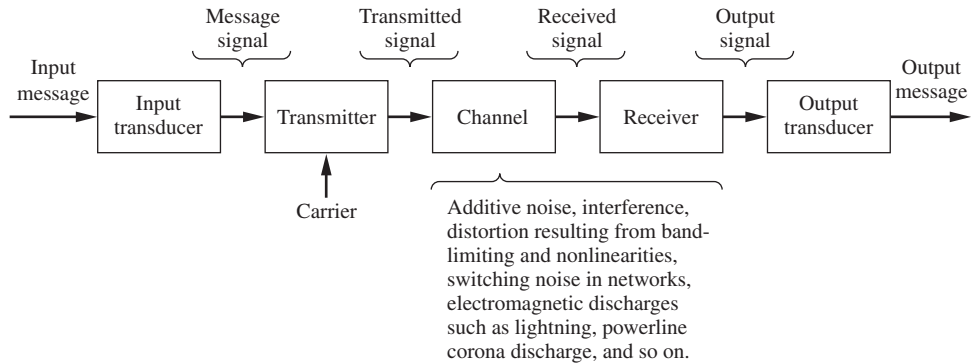 Message
signal
Transmitted
signal
Received
signal
Output
signal
Input
message
Output
message
Input
transducer
Transmitter
Channel
Receiver
Output
transducer
Carrier
Additive noise, interference,
distortion resulting from band-
limiting and nonlinearities,
switching noise in networks,
electromagnetic discharges
such as lightning, powerline
corona discharge, and so on.